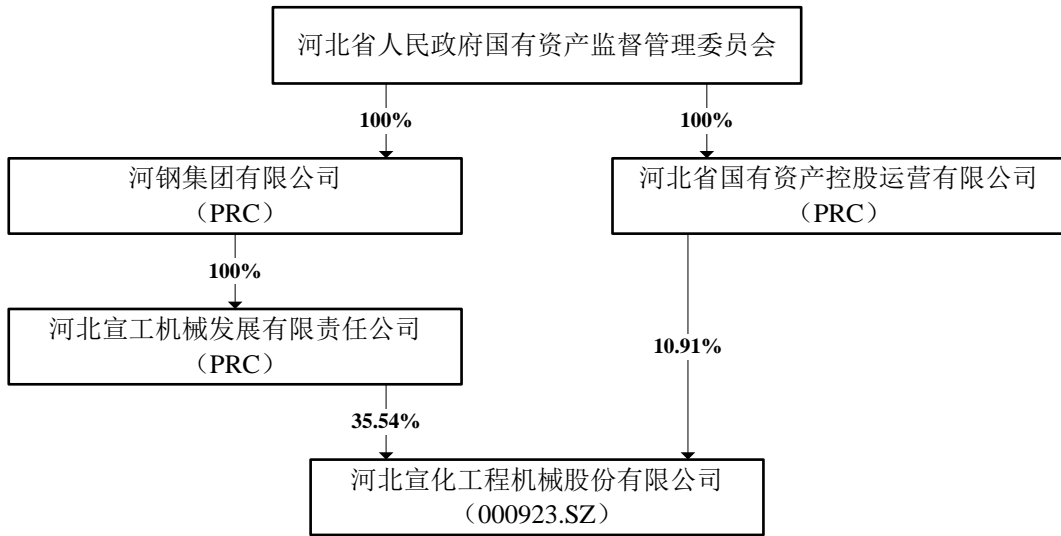 河北省人民政府国有资产监督管理委员会
100%
100%
河钢集团有限公司
（PRC）
河北省国有资产控股运营有限公司
（PRC）
100%
河北宣工机械发展有限责任公司
（PRC）
10.91%
35.54%
河北宣化工程机械股份有限公司
（000923.SZ）